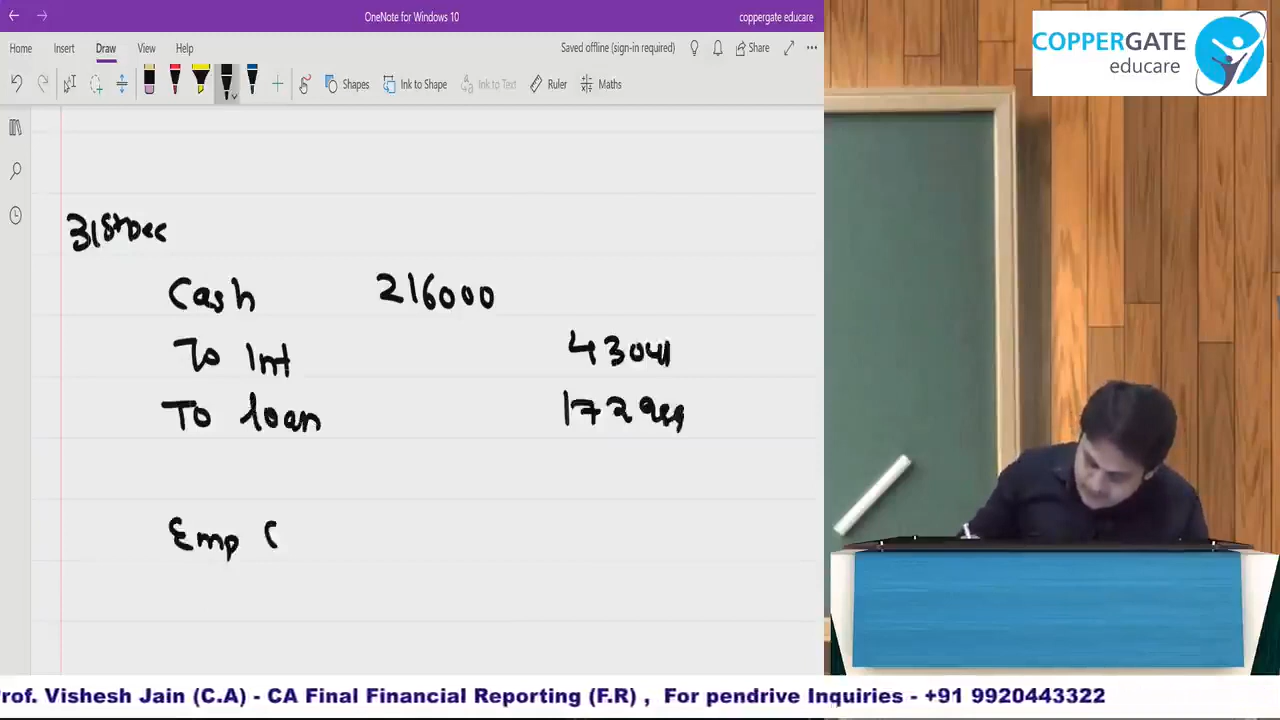 OneNote for Windows 10
coppergate educare
Home Insert Draw View Help
Saved offline (sign-in required) Share
Shapes Ink to Shape Ink to Text Ruler Maths
COPPERGATE
educare
31st Dec
Cash 216000
To Int 43041
To loan 172959
Emp C
Prof. Vishesh Jain (C.A) - CA Final Financial Reporting (F.R) , For pendrive Inquiries - +91 9920443322